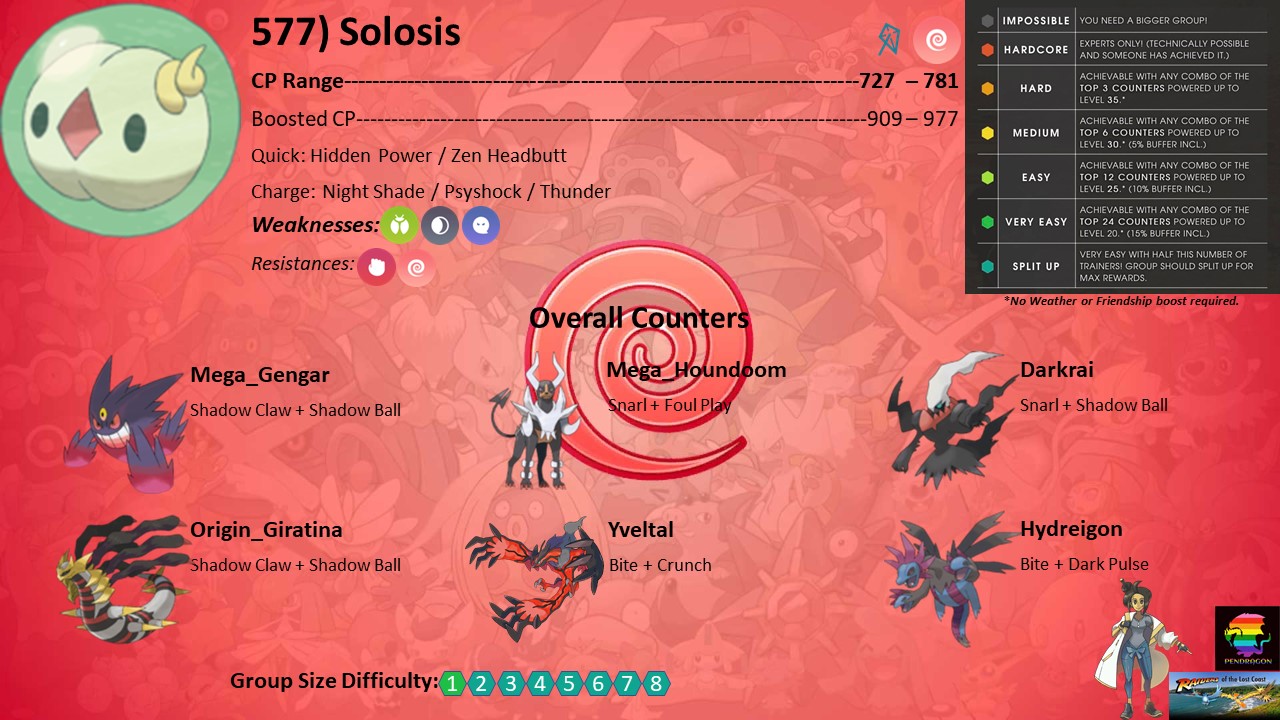 577) Solosis
CP Range--------------------------------------------------------------------------727 – 781
Boosted CP-------------------------------------------------------------------------909 – 977
Quick: Hidden Power / Zen Headbutt
Charge: Night Shade / Psyshock / Thunder
Weaknesses:
Resistances:
IMPOSSIBLE YOU NEED A BIGGER GROUP!
HARDCORE EXPERTS ONLY! (TECHNICALLY POSSIBLE
AND SOMEONE HAS ACHIEVED IT.)
HARD ACHIEVABLE WITH ANY COMBO OF THE
TOP 3 COUNTERS POWERED UP TO
LEVEL 35.*
MEDIUM ACHIEVABLE WITH ANY COMBO OF THE
TOP 6 COUNTERS POWERED UP TO
LEVEL 30.* (5% BUFFER INCL.)
EASY ACHIEVABLE WITH ANY COMBO OF THE
TOP 12 COUNTERS POWERED UP TO
LEVEL 25.* (10% BUFFER INCL.)
VERY EASY ACHIEVABLE WITH ANY COMBO OF THE
TOP 24 COUNTERS POWERED UP TO
LEVEL 20.* (15% BUFFER INCL.)
SPLIT UP VERY EASY WITH HALF THIS NUMBER OF
TRAINERS! GROUP SHOULD SPLIT UP FOR
MAX REWARDS.
*No Weather or Friendship boost required.
Overall Counters
Mega_Gengar
Shadow Claw + Shadow Ball
Mega_Houndoom
Snarl + Foul Play
Darkrai
Snarl + Shadow Ball
Origin_Giratina
Shadow Claw + Shadow Ball
Yveltal
Bite + Crunch
Hydreigon
Bite + Dark Pulse
Group Size Difficulty: 1 2 3 4 5 6 7 8
PENDROGON
RAIDERS of the Lost Coast